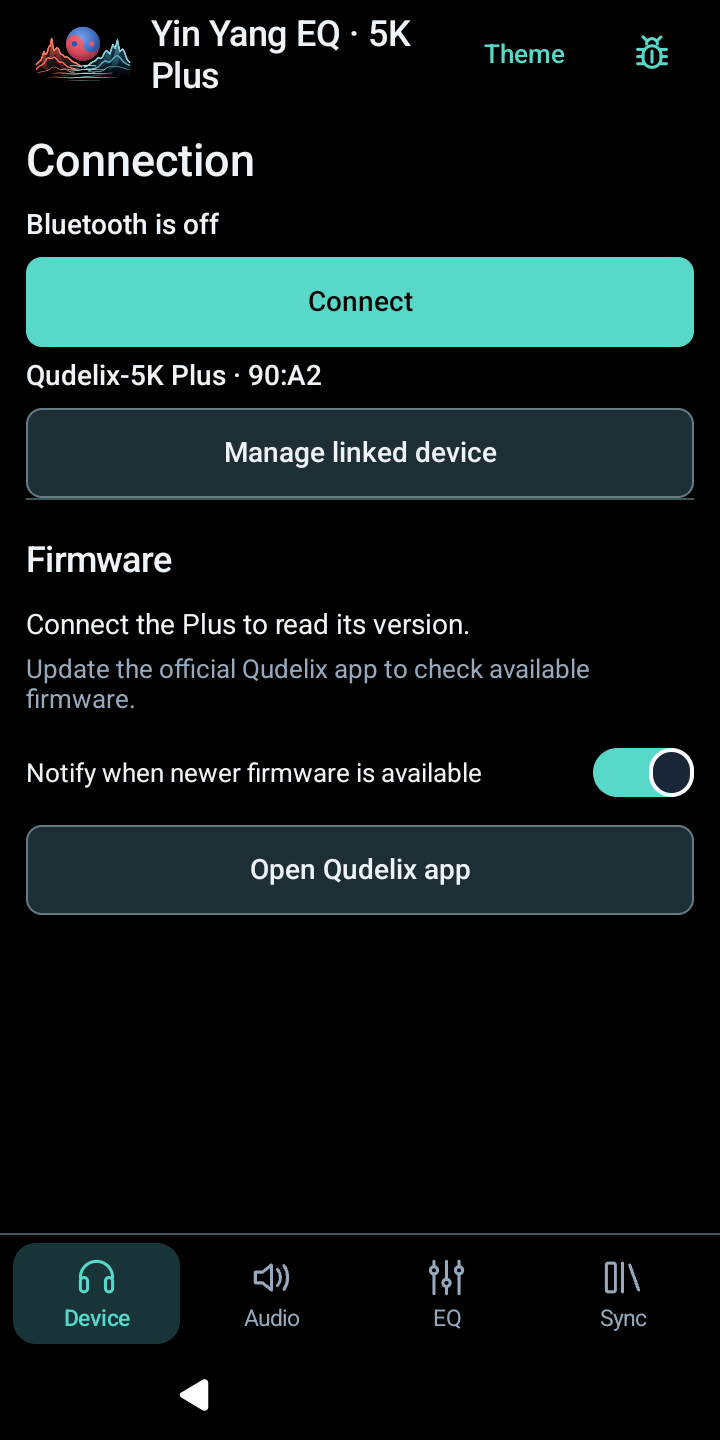 Yin Yang EQ · 5K
Plus
Theme
Connection
Bluetooth is off
Connect
Qudelix-5K Plus · 90:A2
Manage linked device
Firmware
Connect the Plus to read its version.
Update the official Qudelix app to check available
firmware.
Notify when newer firmware is available
Open Qudelix app
Device
Audio
EQ
Sync